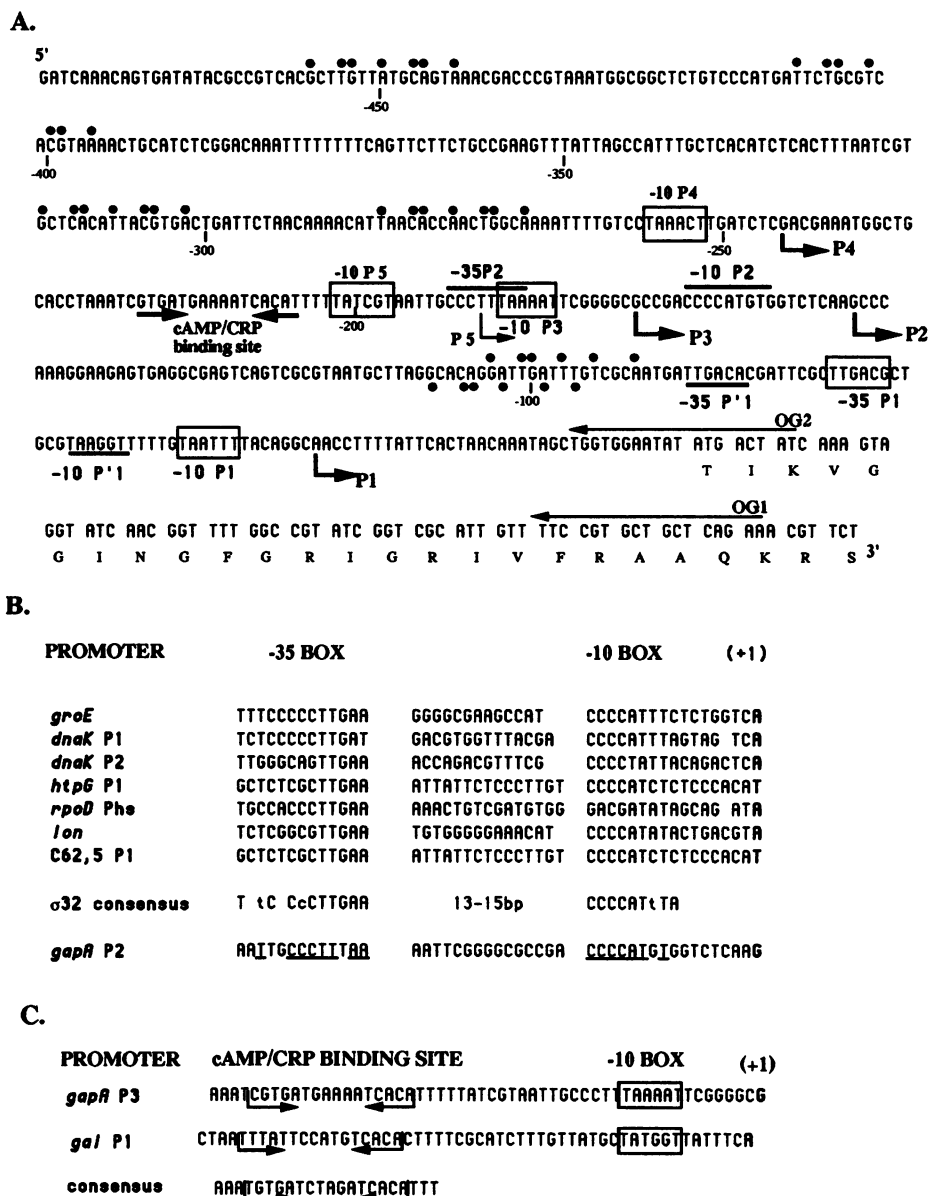 A.
5'
GATCAAACAGTGATATACGCCGTCACGCTTGTTATGCAGTAAACGACCCGTAAATGGCGGCTCTGTCCCATGATTCTGCGTC
-450
ACGTAAAACTGCATCTCGGACAAATTTTTTTTCAGTTCTTCTGCCGAAGTTTATTAGCCATTTGCTCACATCTCACTTTAATCGT
-400 -350
-10 P4
GCTCACATTACGTGACTGATTCTAACAAAACATTAACACCAACTGGCAAAATTTTGTCCTAAACTTGATCTCGACGAAATGGCTG
-300 -250 P4
-10 P 5 -35P2 -10 P2
CACCTAAATCGTGATGAAAATCACATTTTTATCGTAATTGCCCTTTAAAATTCGGGGCGCCGACCCCATGTGGTCTCAAGCCC
cAMP/CRP binding site -200 P 5 -10 P3 P3 P2
AAAGGAAGAGTGAGGCGAGTCAGTCGCGTAATGCTTAGGCACAGGATTGATTTGTCGCAATGATTGACACGATTCGCTTGACGCT
-100 -35 P'1 -35 P1
OG2
GCGTAAGGTTTTTGTAATTTTACAGGCAACCTTTTATTCACTAACAAATAGCTGGTGGAATAT ATG ACT ATC AAA GTA
-10 P'1 -10 P1 P1 T I K V G
OG1
GGT ATC AAC GGT TTT GGC CGT ATC GGT CGC ATT GTT TTC CGT GCT GCT CAG AAA CGT TCT
G I N G F G R I G R I V F R A A Q K R S 3'
B.
PROMOTER -35 BOX -10 BOX (+1)
groE TTTCCCCCTTGAA GGGGCGAAGCCAT CCCCATTTCTCTGGTCA
dnaK P1 TCTCCCCCTTGAT GACGTGGTTTACGA CCCCATTTAGTAG TCA
dnaK P2 TTGGGCAGTTGAA ACCAGACGTTTCG CCCCTATTACAGACTCA
htpG P1 GCTCTCGCTTGAA ATTATTCTCCCTTGT CCCCATCTCTCCCACAT
rpoD Phs TGCCACCCTTGAA AAACTGTCGATGTGG GACGATATAGCAG ATA
lon TCTCGGCGTTGAA TGTGGGGGAAACAT CCCCATATACTGACGTA
C62,5 P1 GCTCTCGCTTGAA ATTATTCTCCCTTGT CCCCATCTCTCCCACAT
σ32 consensus T tC CcCTTGAA 13-15bp CCCCATtTA
gapA P2 AATTGCCCTTTAA AATTCGGGGCGCCGA CCCCATGTGGTCTCAAG
C.
PROMOTER cAMP/CRP BINDING SITE -10 BOX (+1)
gapA P3 AAATCGTGATGAAAATCACATTTTTATCGTAATTGCCCTTTAAAATTCGGGGCG
gal P1 CTAATTTATTCCATGTCACACTTTTCGCATCTTTGTTATGCTATGGTTATTTCA
consensus AAATGTGATCTAGATCACATTT